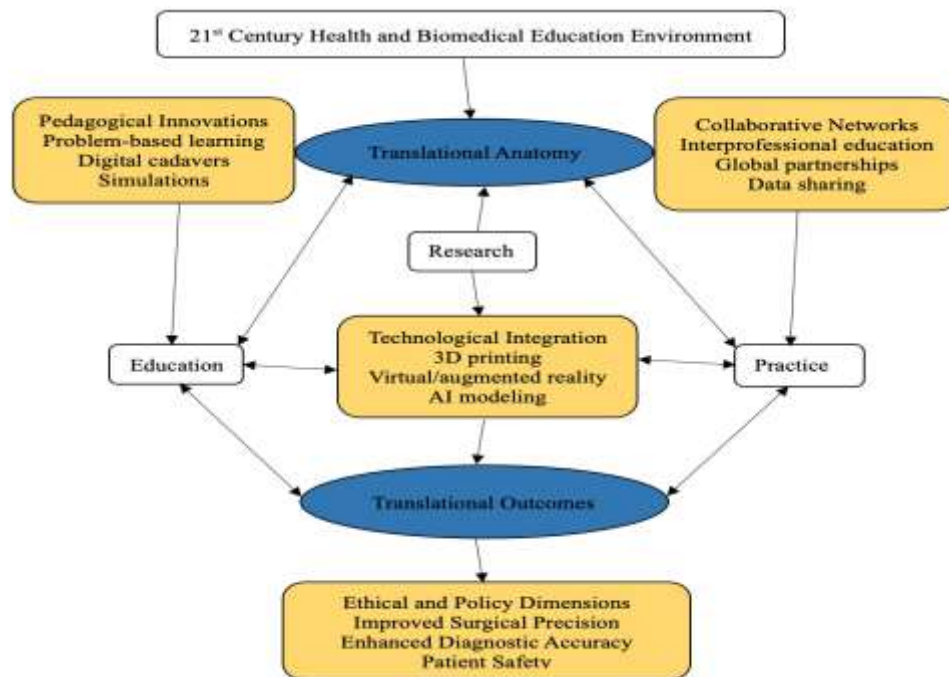 21st Century Health and Biomedical Education Environment
Pedagogical Innovations
Problem-based learning
Digital cadavers
Simulations
Translational Anatomy
Collaborative Networks
Interprofessional education
Global partnerships
Data sharing
Research
Education
Technological Integration
3D printing
Virtual/augmented reality
AI modeling
Practice
Translational Outcomes
Ethical and Policy Dimensions
Improved Surgical Precision
Enhanced Diagnostic Accuracy
Patient Safety